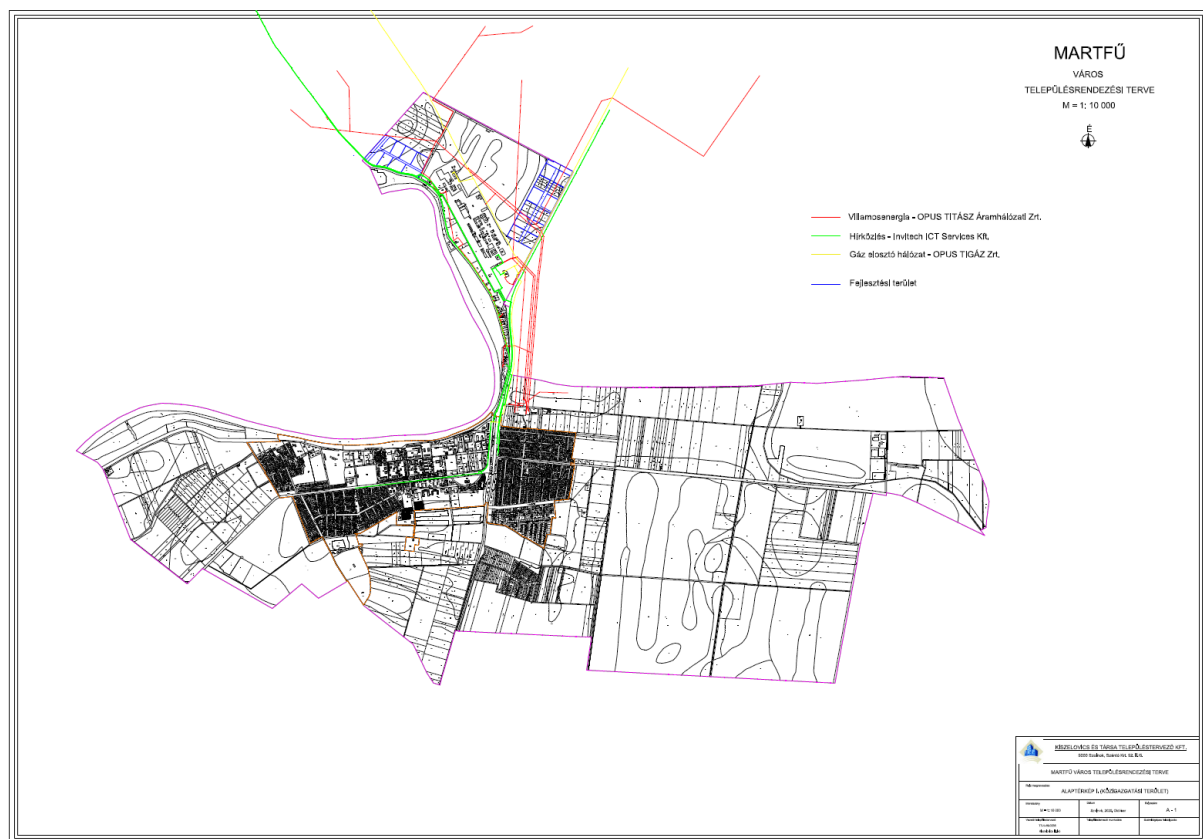 MARTFŰ
VÁROS
TELEPÜLÉSRENDEZÉSI TERVE
M = 1: 10 000
É
Villamosenergia - OPUS TITÁSZ Áramhálózati Zrt.
Hírközlés - Invitech ICT Services Kft.
Gáz elosztó hálózat - OPUS TIGÁZ Zrt.
Fejlesztési terület
KISZELOVICS ÉS TÁRSA TELEPÜLÉSTERVEZŐ KFT.
MARTFŰ VÁROS TELEPÜLÉSRENDEZÉSI TERVE
ALAPTÉRKÉP I. (KÖZIGAZGATÁSI TERÜLET)
A - 1